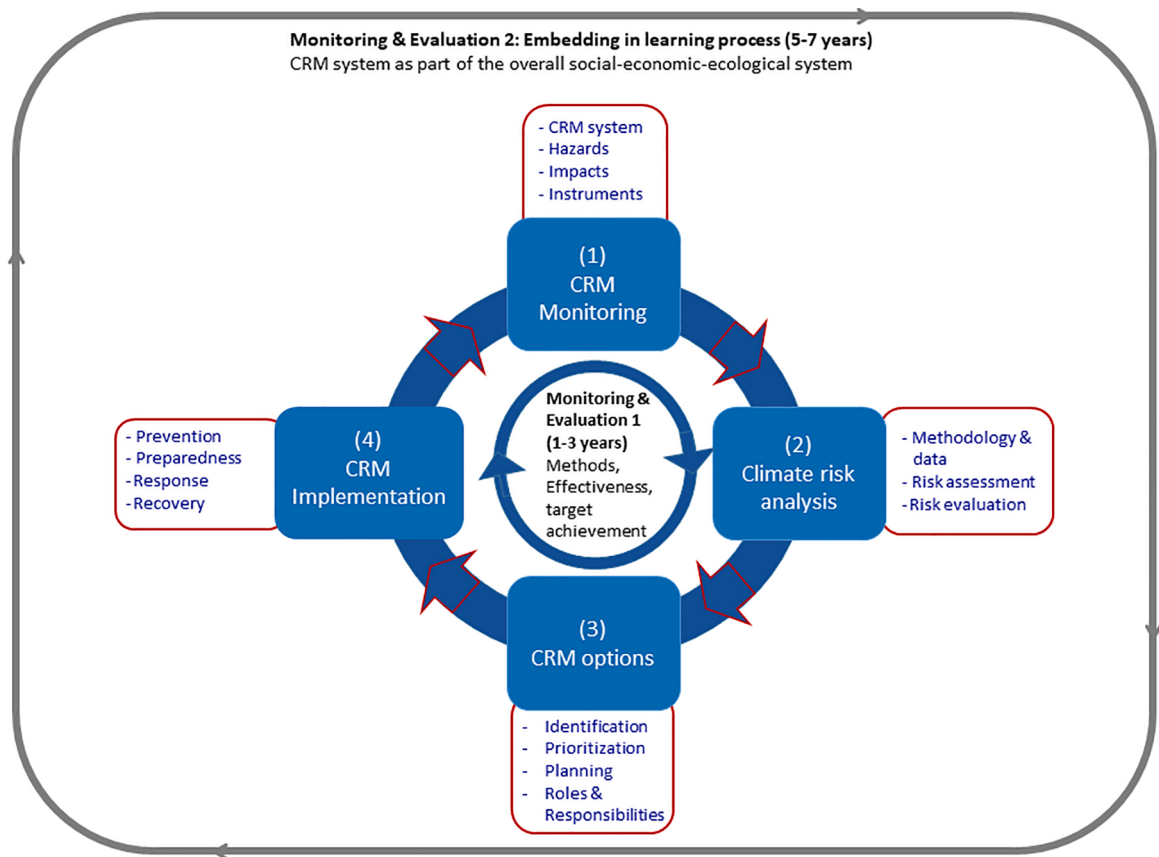 Monitoring & Evaluation 2: Embedding in learning process (5-7 years)
CRM system as part of the overall social-economic-ecological system
- CRM system
- Hazards
- Impacts
- Instruments
(1)
CRM
Monitoring
Monitoring &
Evaluation 1
(1-3 years)
Methods,
Effectiveness,
target
achievement
(2)
Climate risk
analysis
- Methodology &
data
- Risk assessment
- Risk evaluation
(3)
CRM options
- Identification
- Prioritization
- Planning
- Roles &
Responsibilities
(4)
CRM
Implementation
- Prevention
- Preparedness
- Response
- Recovery